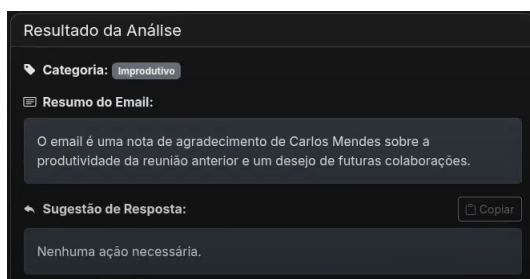 Resultado da Análise
Categoria: Improdutivo
Resumo do Email:
O email é uma nota de agradecimento de Carlos Mendes sobre a
produtividade da reunião anterior e um desejo de futuras colaborações.
Sugestão de Resposta: Copiar
Nenhuma ação necessária.